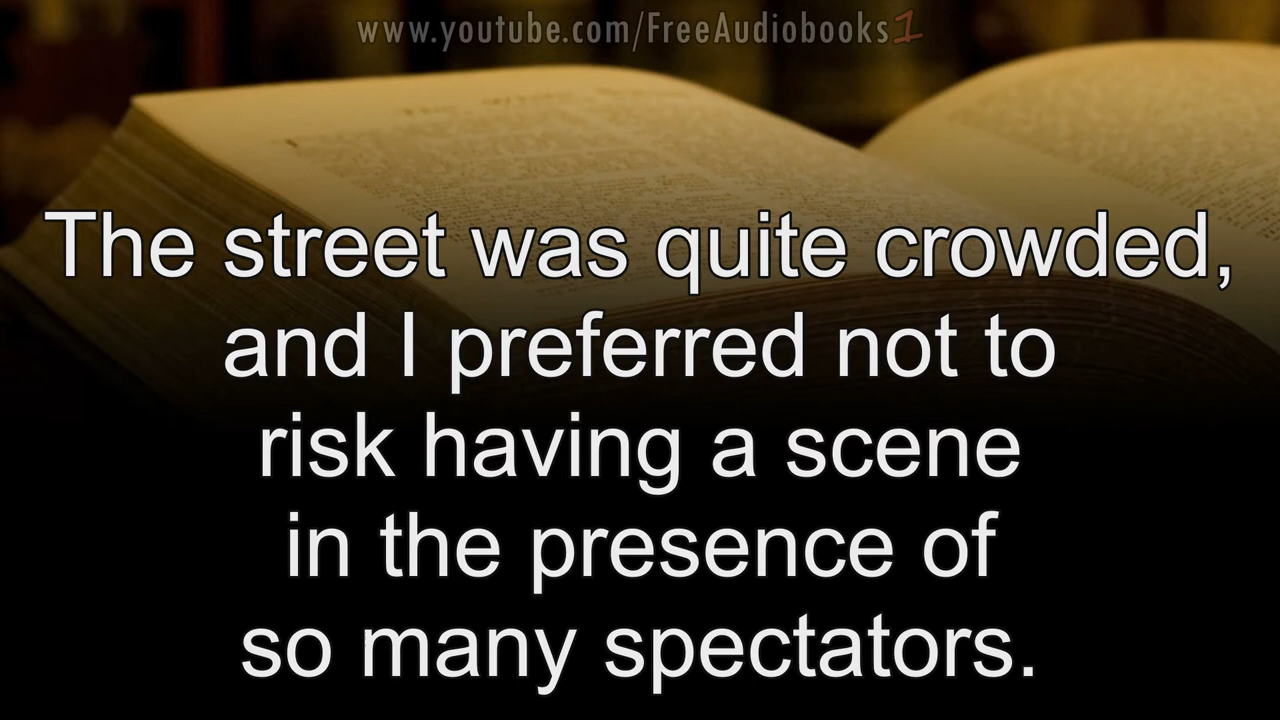 www.youtube.com/FreeAudiobooks1
The street was quite crowded,
and I preferred not to
risk having a scene
in the presence of
so many spectators.